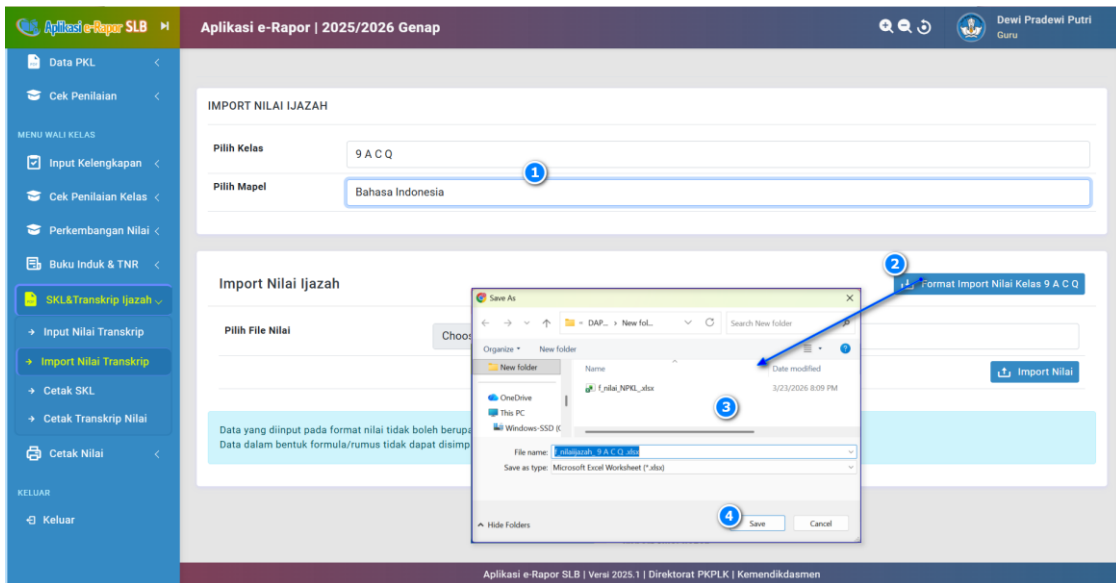 Aplikasi e-Rapor SLB
Aplikasi e-Rapor | 2025/2026 Genap
Dewi Pradewi Putri
Guru
Data PKL
Cek Penilaian
MENU WALI KELAS
Input Kelengkapan
Cek Penilaian Kelas
Perkembangan Nilai
Buku Induk & TNR
SKL&Transkrip Ijazah
Input Nilai Transkrip
Import Nilai Transkrip
Cetak SKL
Cetak Transkrip Nilai
Cetak Nilai
KELUAR
Keluar
IMPORT NILAI IJAZAH
Pilih Kelas
9 A C Q
1
Pilih Mapel
Bahasa Indonesia
2
Import Nilai Ijazah
Format Import Nilai Kelas 9 A C Q
Pilih File Nilai
Choos
Import Nilai
Data yang diinput pada format nilai tidak boleh berupa
Data dalam bentuk formula/rumus tidak dapat disimp
Save As
DAP... > New fol...
Search New folder
Organize
New folder
New folder
Name
Date modified
f_nilai_NPKL_.xlsx
3/23/2026 8:09 PM
OneDrive
This PC
Windows-SSD (C
3
File name: f_nilaiijazah_ 9 A C Q .xlsx
Save as type: Microsoft Excel Worksheet (*.xlsx)
Hide Folders
4
Save
Cancel
Aplikasi e-Rapor SLB | Versi 2025.1 | Direktorat PKPLK | Kemendikdasmen